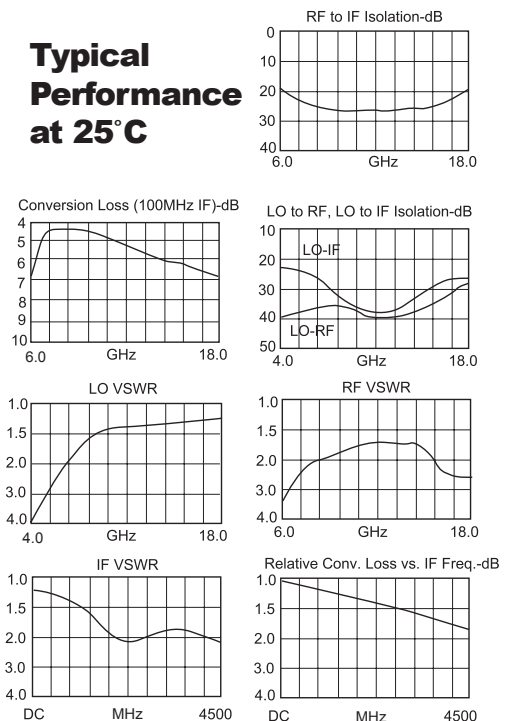 Typical
Performance
at 25°C
RF to IF Isolation-dB
0
10
20
30
40
6.0 GHz 18.0
Conversion Loss (100MHz IF)-dB
4
5
6
7
8
9
10
6.0 GHz 18.0
LO to RF, LO to IF Isolation-dB
10
20
30
40
50
LO-IF
LO-RF
4.0 GHz 18.0
LO VSWR
1.0
1.5
2.0
3.0
4.0
4.0 GHz 18.0
RF VSWR
1.0
1.5
2.0
3.0
4.0
6.0 GHz 18.0
IF VSWR
1.0
1.5
2.0
3.0
4.0
DC MHz 4500
Relative Conv. Loss vs. IF Freq.-dB
1.0
1.5
2.0
3.0
4.0
DC MHz 4500